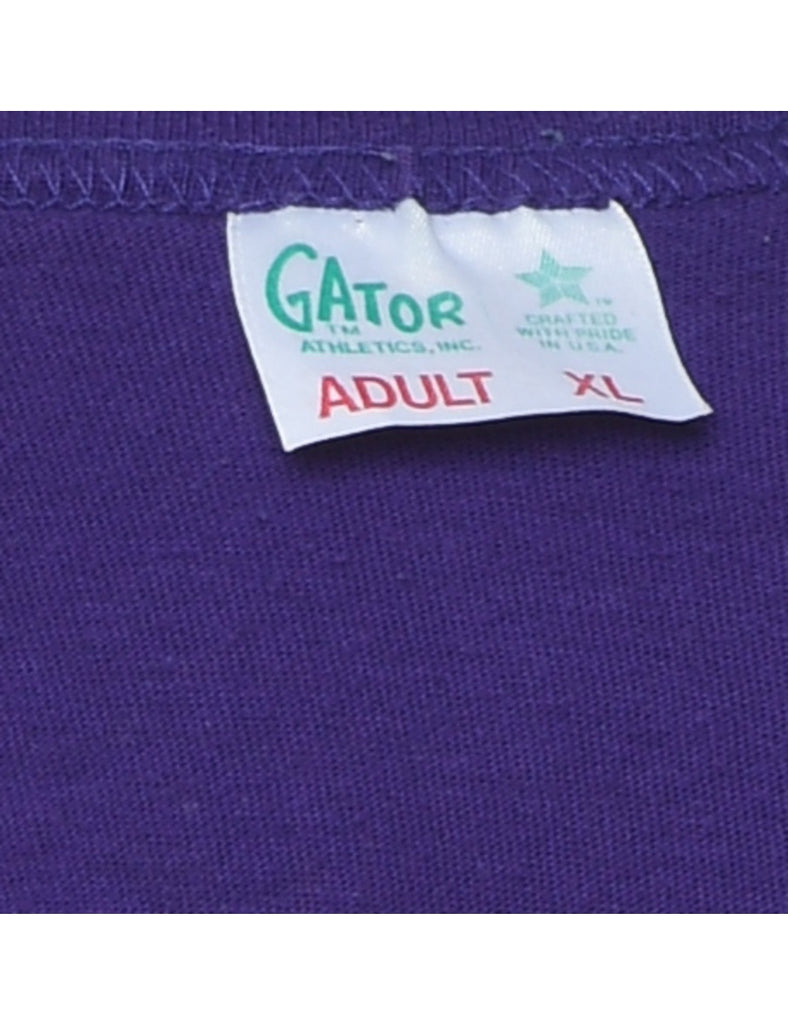 GATOR
TM
ATHLETICS, INC.
TM
CRAFTED
WITH PRIDE
IN U.S.A.
ADULT XL